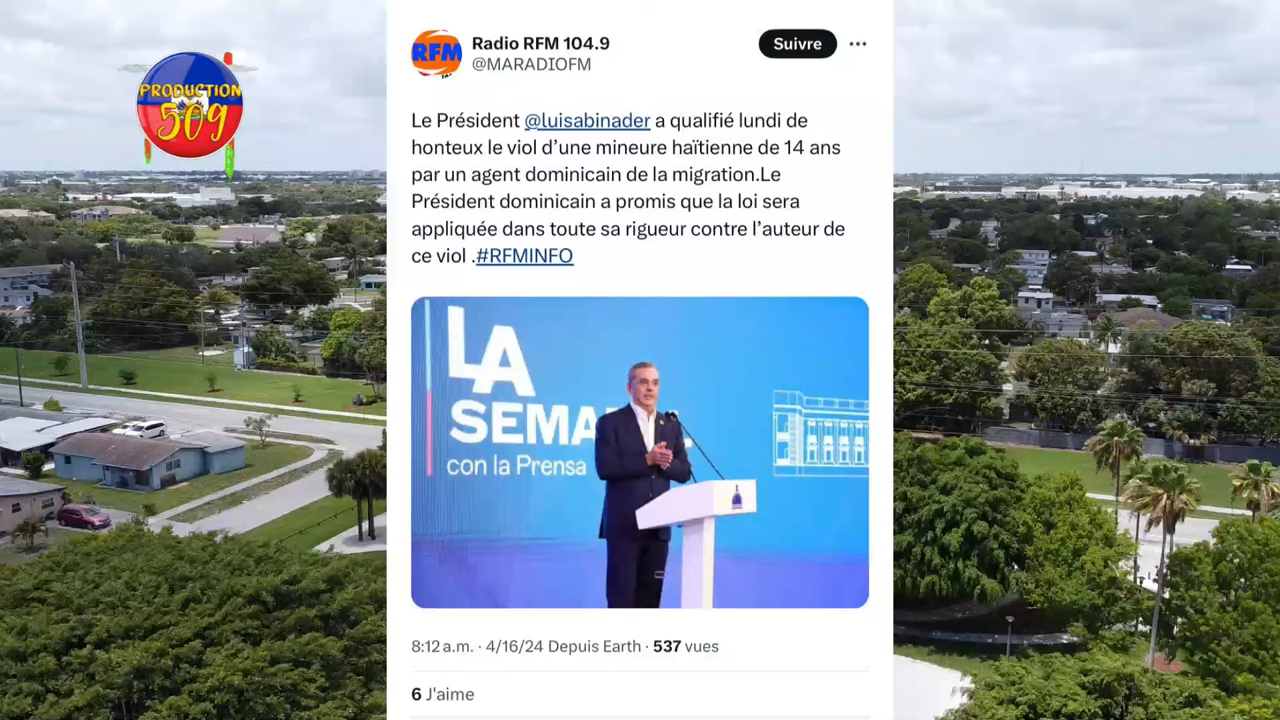 PRODUCTION
509
RFM
Radio RFM 104.9
@MARADIOFM
Suivre
Le Président @luisabinader a qualifié lundi de
honteux le viol d’une mineure haïtienne de 14 ans
par un agent dominicain de la migration.Le
Président dominicain a promis que la loi sera
appliquée dans toute sa rigueur contre l’auteur de
ce viol .#RFMINFO
LA
SEMA
con la Prensa
8:12 a.m. · 4/16/24 Depuis Earth · 537 vues
6 J'aime